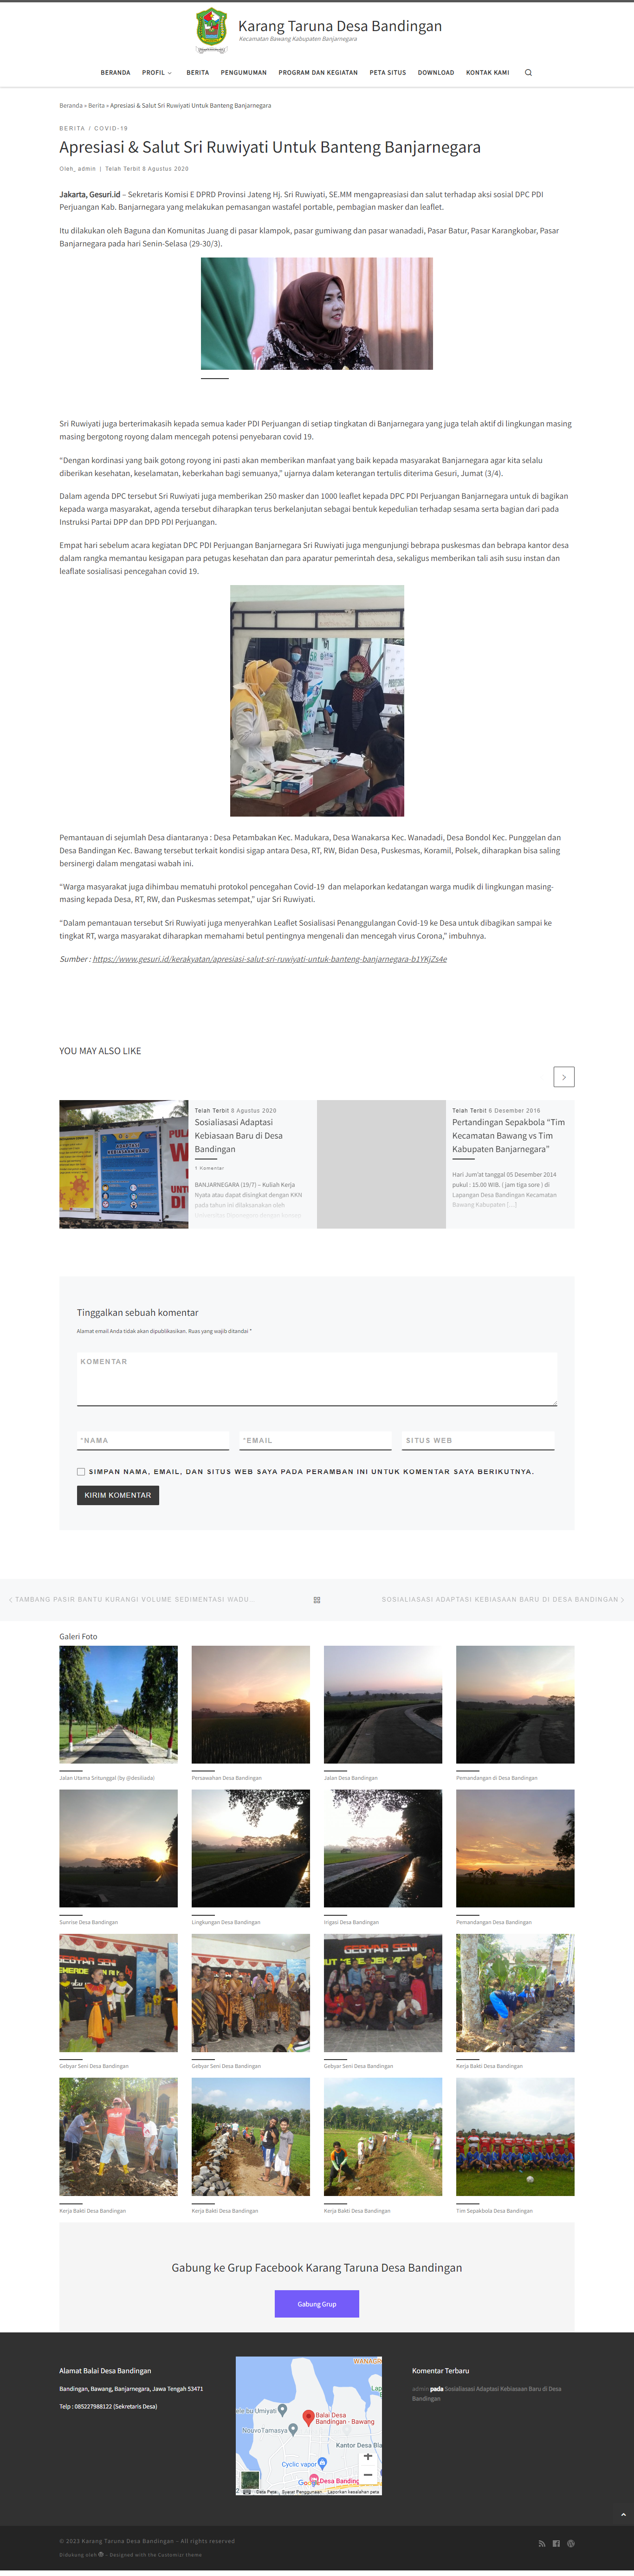 Karang Taruna Desa Bandingan
Kecamatan Bawang Kabupaten Banjarnegara
BERANDA PROFIL BERITA PENGUMUMAN PROGRAM DAN KEGIATAN PETA SITUS DOWNLOAD KONTAK KAMI
Beranda » Berita » Apresiasi & Salut Sri Ruwiyati Untuk Banteng Banjarnegara
BERITA / COVID-19
Apresiasi & Salut Sri Ruwiyati Untuk Banteng Banjarnegara
Oleh_ admin | Telah Terbit 8 Agustus 2020
Jakarta, Gesuri.id – Sekretaris Komisi E DPRD Provinsi Jateng Hj. Sri Ruwiyati, SE.MM mengapreasiasi dan salut terhadap aksi sosial DPC PDI
Perjuangan Kab. Banjarnegara yang melakukan pemasangan wastafel portable, pembagian masker dan leaflet.
Itu dilakukan oleh Baguna dan Komunitas Juang di pasar klampok, pasar gumiwang dan pasar wanadadi, Pasar Batur, Pasar Karangkobar, Pasar
Banjarnegara pada hari Senin-Selasa (29-30/3).
Sri Ruwiyati juga berterimakasih kepada semua kader PDI Perjuangan di setiap tingkatan di Banjarnegara yang juga telah aktif di lingkungan masing
masing bergotong royong dalam mencegah potensi penyebaran covid 19.
“Dengan kordinasi yang baik gotong royong ini pasti akan memberikan manfaat yang baik kepada masyarakat Banjarnegara agar kita selalu
diberikan kesehatan, keselamatan, keberkahan bagi semuanya,” ujarnya dalam keterangan tertulis diterima Gesuri, Jumat (3/4).
Dalam agenda DPC tersebut Sri Ruwiyati juga memberikan 250 masker dan 1000 leaflet kepada DPC PDI Perjuangan Banjarnegara untuk di bagikan
kepada warga masyarakat, agenda tersebut diharapkan terus berkelanjutan sebagai bentuk kepedulian terhadap sesama serta bagian dari pada
Instruksi Partai DPP dan DPD PDI Perjuangan.
Empat hari sebelum acara kegiatan DPC PDI Perjuangan Banjarnegara Sri Ruwiyati juga mengunjungi bebrapa puskesmas dan bebrapa kantor desa
dalam rangka memantau kesigapan para petugas kesehatan dan para aparatur pemerintah desa, sekaligus memberikan tali asih susu instan dan
leaflate sosialisasi pencegahan covid 19.
Pemantauan di sejumlah Desa diantaranya : Desa Petambakan Kec. Madukara, Desa Wanakarsa Kec. Wanadadi, Desa Bondol Kec. Punggelan dan
Desa Bandingan Kec. Bawang tersebut terkait kondisi sigap antara Desa, RT, RW, Bidan Desa, Puskesmas, Koramil, Polsek, diharapkan bisa saling
bersinergi dalam mengatasi wabah ini.
“Warga masyarakat juga dihimbau mematuhi protokol pencegahan Covid-19 dan melaporkan kedatangan warga mudik di lingkungan masing-
masing kepada Desa, RT, RW, dan Puskesmas setempat,” ujar Sri Ruwiyati.
“Dalam pemantauan tersebut Sri Ruwiyati juga menyerahkan Leaflet Sosialisasi Penanggulangan Covid-19 ke Desa untuk dibagikan sampai ke
tingkat RT, warga masyarakat diharapkan memahami betul pentingnya mengenali dan mencegah virus Corona,” imbuhnya.
Sumber : https://www.gesuri.id/kerakyatan/apresiasi-salut-sri-ruwiyati-untuk-banteng-banjarnegara-b1YKjZs4e
YOU MAY ALSO LIKE
Telah Terbit 8 Agustus 2020
Sosialiasasi Adaptasi
Kebiasaan Baru di Desa
Bandingan
1 Komentar
BANJARNEGARA (19/7) – Kuliah Kerja
Nyata atau dapat disingkat dengan KKN
pada tahun ini dilaksanakan oleh
Telah Terbit 6 Desember 2016
Pertandingan Sepakbola “Tim
Kecamatan Bawang vs Tim
Kabupaten Banjarnegara”
Hari Jum’at tanggal 05 Desember 2014
pukul : 15.00 WIB. ( jam tiga sore ) di
Lapangan Desa Bandingan Kecamatan
Bawang Kabupaten […]
ADAPTASI
KEBIASAAN BARU
Tinggalkan sebuah komentar
Alamat email Anda tidak akan dipublikasikan. Ruas yang wajib ditandai *
KOMENTAR
*NAMA *EMAIL SITUS WEB
SIMPAN NAMA, EMAIL, DAN SITUS WEB SAYA PADA PERAMBAN INI UNTUK KOMENTAR SAYA BERIKUTNYA.
KIRIM KOMENTAR
TAMBANG PASIR BANTU KURANGI VOLUME SEDIMENTASI WADU… SOSIALIASASI ADAPTASI KEBIASAAN BARU DI DESA BANDINGAN
Galeri Foto
Jalan Utama Sritunggal (by @desiliada) Persawahan Desa Bandingan Jalan Desa Bandingan Pemandangan di Desa Bandingan
Sunrise Desa Bandingan Lingkungan Desa Bandingan Irigasi Desa Bandingan Pemandangan Desa Bandingan
GEBYAR SENI
Gebyar Seni Desa Bandingan Gebyar Seni Desa Bandingan Gebyar Seni Desa Bandingan Kerja Bakti Desa Bandingan
Kerja Bakti Desa Bandingan Kerja Bakti Desa Bandingan Kerja Bakti Desa Bandingan Tim Sepakbola Desa Bandingan
Gabung ke Grup Facebook Karang Taruna Desa Bandingan
Gabung Grup
Alamat Balai Desa Bandingan
Bandingan, Bawang, Banjarnegara, Jawa Tengah 53471
Telp : 085227988122 (Sekretaris Desa)
Balai Desa
Bandingan - Bawang
NouvoTamasya
Kantor Desa Bla
Cyclic vapor
Google
Desa Banding
Data Peta Syarat Penggunaan Laporkan kesalahan peta
Komentar Terbaru
admin pada Sosialiasasi Adaptasi Kebiasaan Baru di Desa
Bandingan
© 2023 Karang Taruna Desa Bandingan – All rights reserved
Didukung oleh – Designed with the Customizr theme